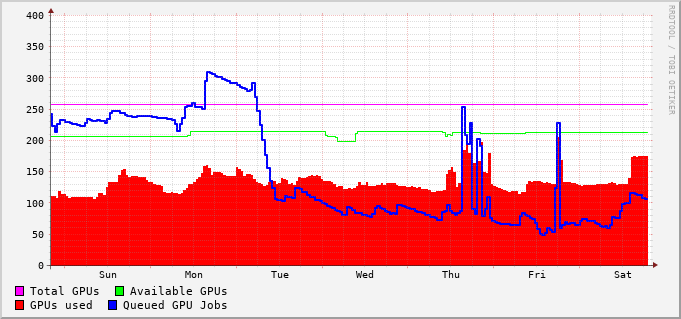 400
350
300
250
200
150
100
50
0
Sun Mon Tue Wed Thu Fri Sat
Total GPUs Available GPUs
GPUs used Queued GPU Jobs
RRDTOOL / TOBI OETIKER